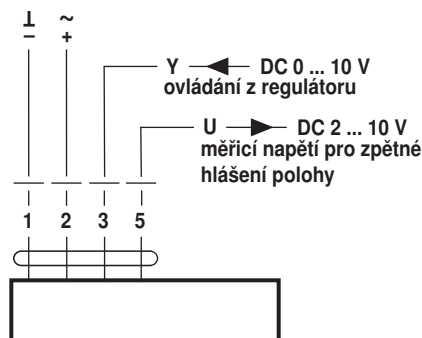 ⊥ ~
− +
Y DC 0 ... 10 V
ovládání z regulátoru
U DC 2 ... 10 V
měřicí napětí pro zpětné
hlášení polohy
1 2 3 5